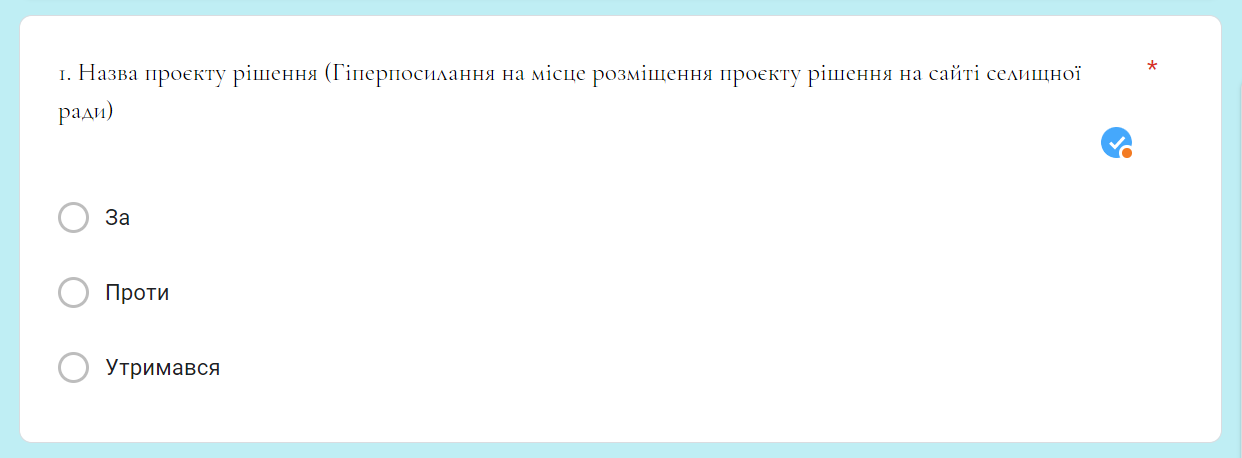 1. Назва проєкту рішення (Гіперпосилання на місце розміщення проєкту рішення на сайті селищної *
ради)
За
Проти
Утримався